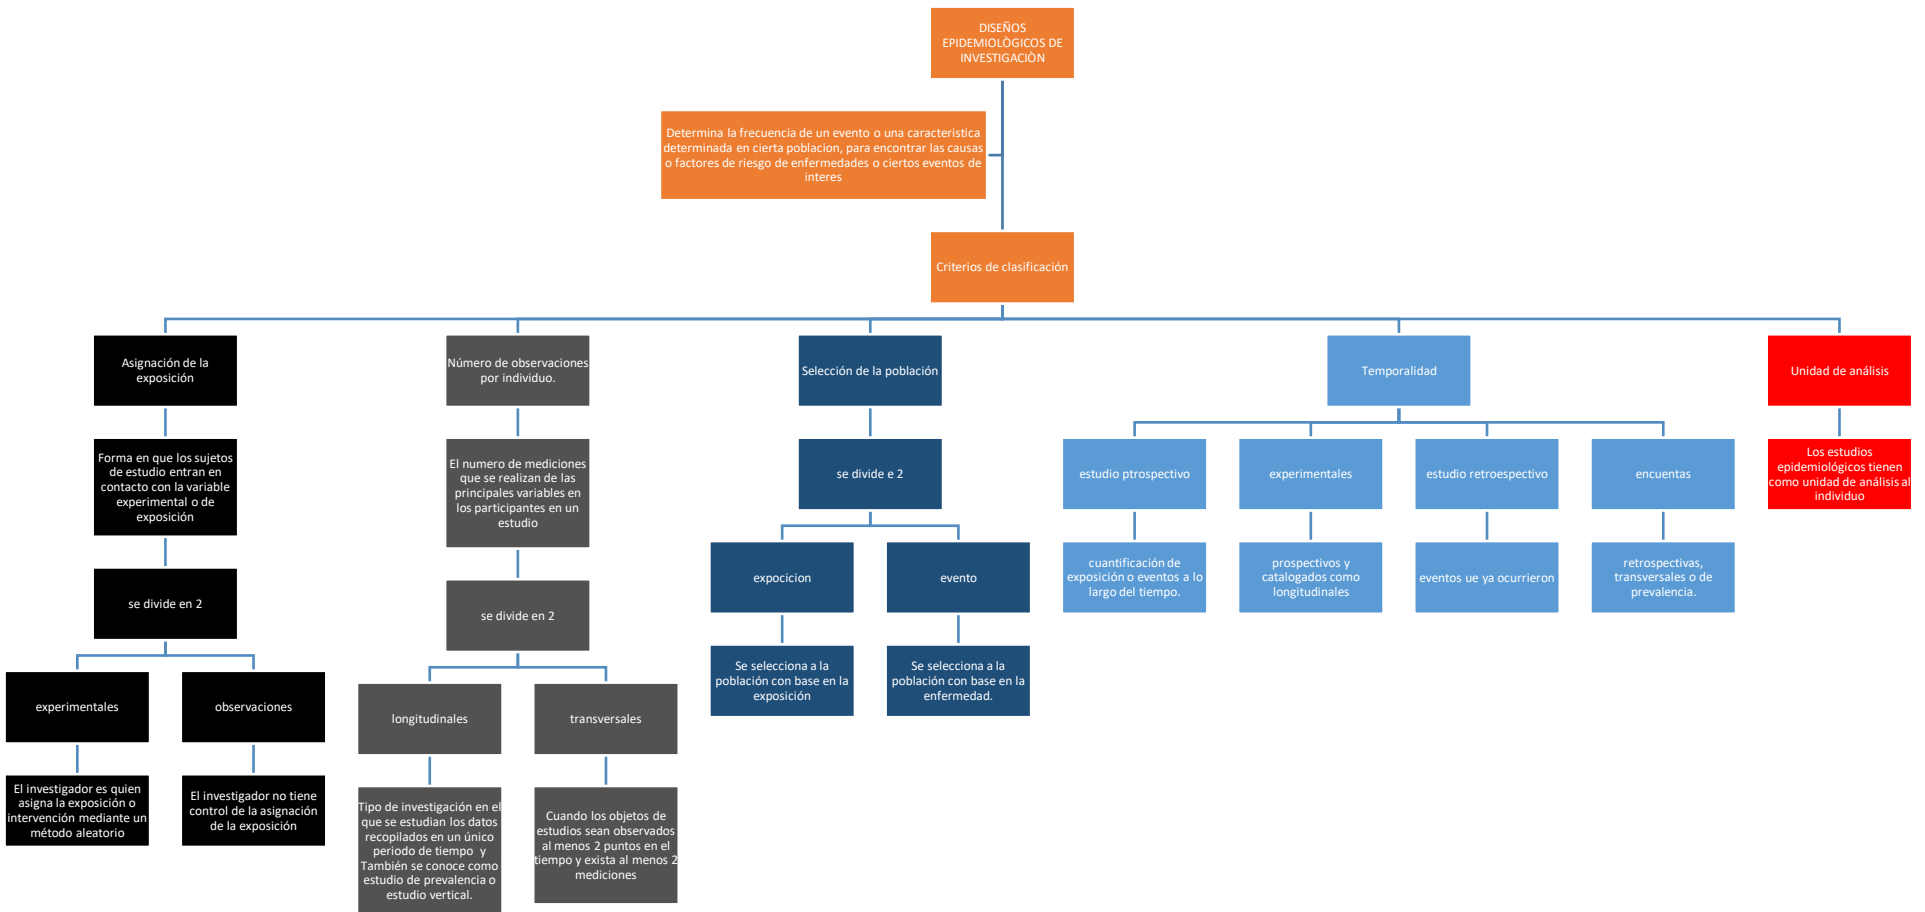 DISEÑOS
EPIDEMIOLÒGICOS DE
INVESTIGACIÒN
Determina la frecuencia de un evento o una caracteristica
determinada en cierta poblacion, para encontrar las causas
o factores de riesgo de enfermedades o ciertos eventos de
interes
Criterios de clasificación
Asignación de la
exposición
Forma en que los sujetos
de estudio entran en
contacto con la variable
experimental o de
exposición
se divide en 2
experimentales
El investigador es quien
asigna la exposición o
intervención mediante un
método aleatorio
observaciones
El investigador no tiene
control de la asignación
de la exposición
Número de observaciones
por individuo.
El numero de mediciones
que se realizan de las
principales variables en
los participantes en un
estudio
se divide en 2
longitudinales
Tipo de investigación en el
que se estudian los datos
recopilados en un único
periodo de tiempo y
También se conoce como
estudio de prevalencia o
estudio vertical.
transversales
Cuando los objetos de
estudios sean observados
al menos 2 puntos en el
tiempo y exista al menos 2
mediciones
Selección de la población
se divide e 2
expocicion
Se selecciona a la
población con base en la
exposición
evento
Se selecciona a la
población con base en la
enfermedad.
Temporalidad
estudio ptrospectivo
cuantificación de
exposición o eventos a lo
largo del tiempo.
experimentales
prospectivos y
catalogados como
longitudinales
estudio retroespectivo
eventos ue ya ocurrieron
encuentas
retrospectivas,
transversales o de
prevalencia.
Unidad de análisis
Los estudios
epidemiológicos tienen
como unidad de análisis al
individuo